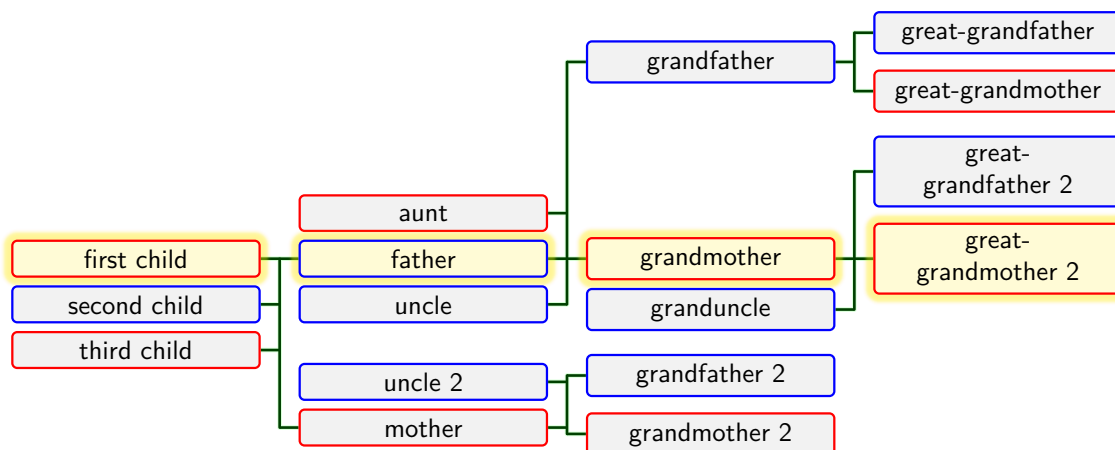 great-grandfather
grandfather
great-grandmother
great-
grandfather 2
aunt
first child
father
grandmother
great-
grandmother 2
second child
uncle
granduncle
third child
uncle 2
grandfather 2
mother
grandmother 2